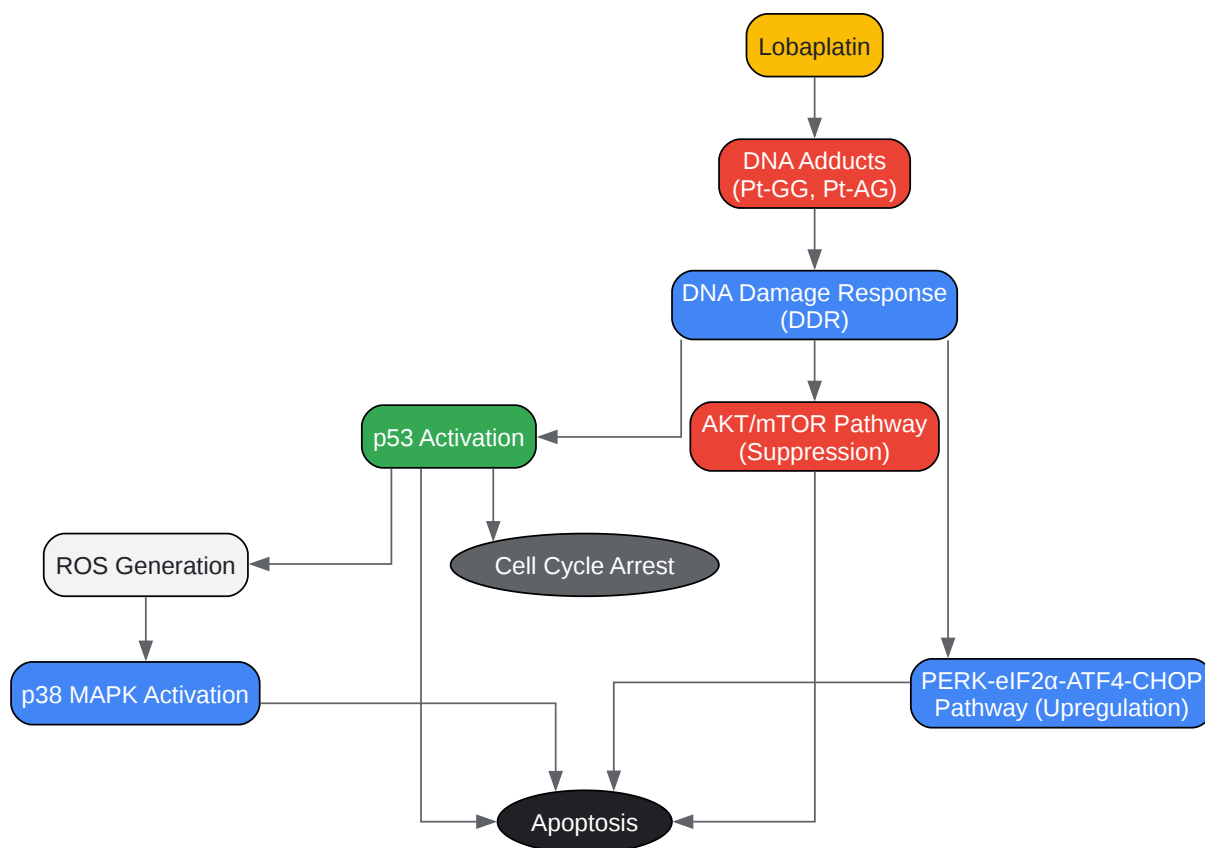 Lobaplatin
DNA Adducts
(Pt-GG, Pt-AG)
DNA Damage Response
(DDR)
p53 Activation
AKT/mTOR Pathway
(Suppression)
ROS Generation
Cell Cycle Arrest
p38 MAPK Activation
PERK-eIF2α-ATF4-CHOP
Pathway (Upregulation)
Apoptosis